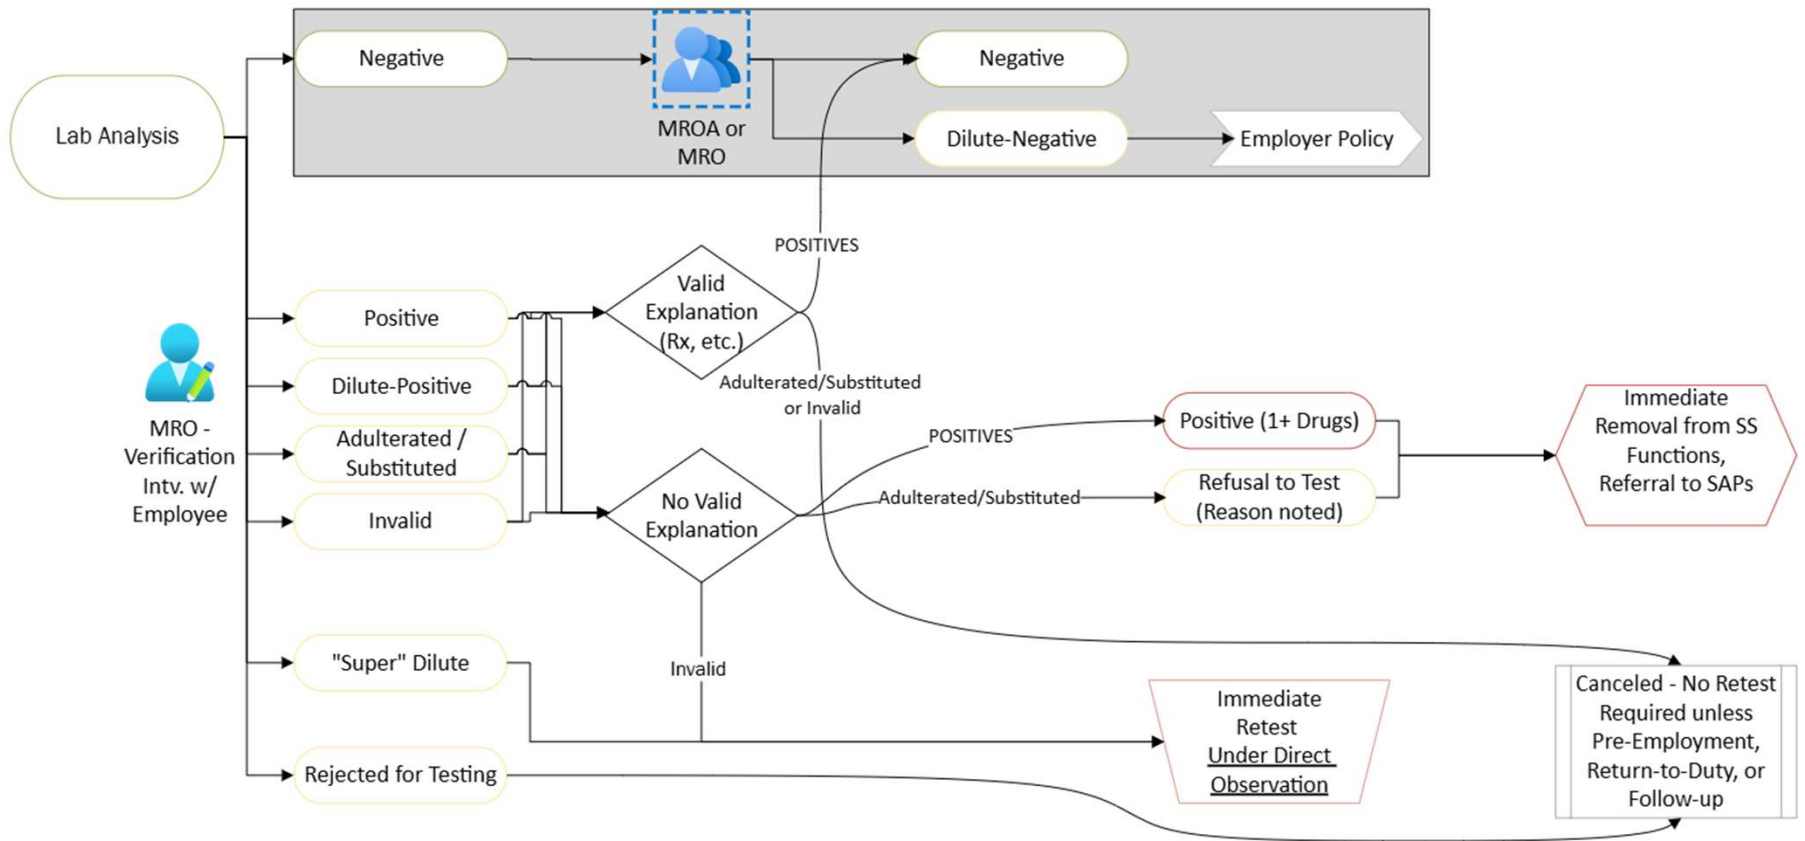 Lab Analysis
Negative
MROA or
MRO
Negative
Dilute-Negative
Employer Policy
POSITIVES
MRO -
Verification
Intv. w/
Employee
Positive
Dilute-Positive
Adulterated /
Substituted
Invalid
Valid
Explanation
(Rx, etc.)
Adulterated/Substituted
or Invalid
No Valid
Explanation
POSITIVES
Adulterated/Substituted
Positive (1+ Drugs)
Refusal to Test
(Reason noted)
Immediate
Removal from SS
Functions,
Referral to SAPs
Invalid
"Super" Dilute
Rejected for Testing
Immediate
Retest
Under Direct
Observation
Canceled - No Retest
Required unless
Pre-Employment,
Return-to-Duty, or
Follow-up